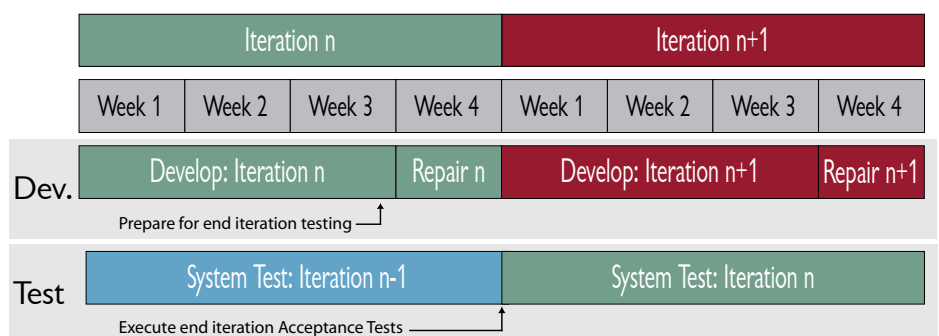 Iteration n Iteration n+1
Week 1 Week 2 Week 3 Week 4 Week 1 Week 2 Week 3 Week 4
Dev.
Develop: Iteration n Repair n Develop: Iteration n+1 Repair n+1
Prepare for end iteration testing
Test
System Test: Iteration n-1 System Test: Iteration n
Execute end iteration Acceptance Tests